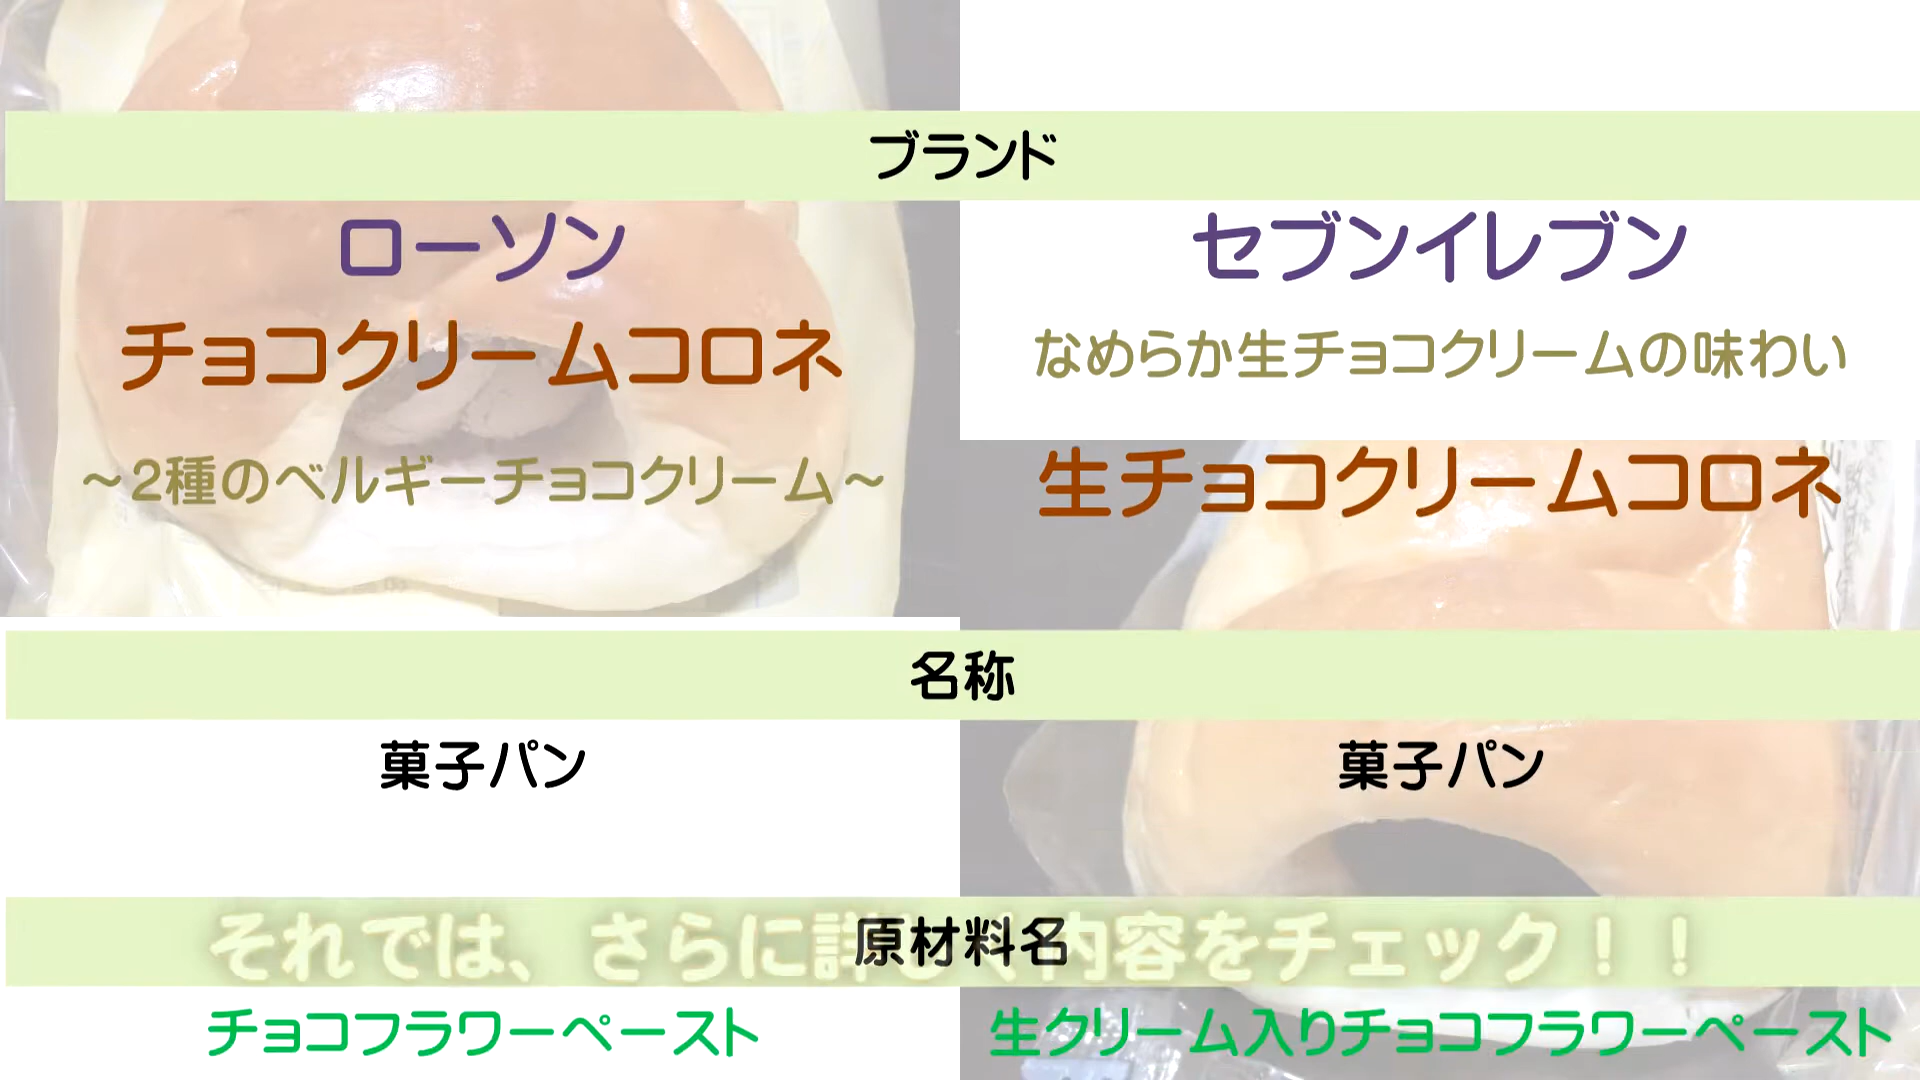 ブランド
ローソン
チョコクリームコロネ
～2種のベルギーチョコクリーム～
セブンイレブン
なめらか生チョコクリームの味わい
生チョコクリームコロネ
名称
菓子パン
菓子パン
原材料名
それでは、さらに詳しく内容をチェック！！
チョコフラワーペースト
生クリーム入りチョコフラワーペースト